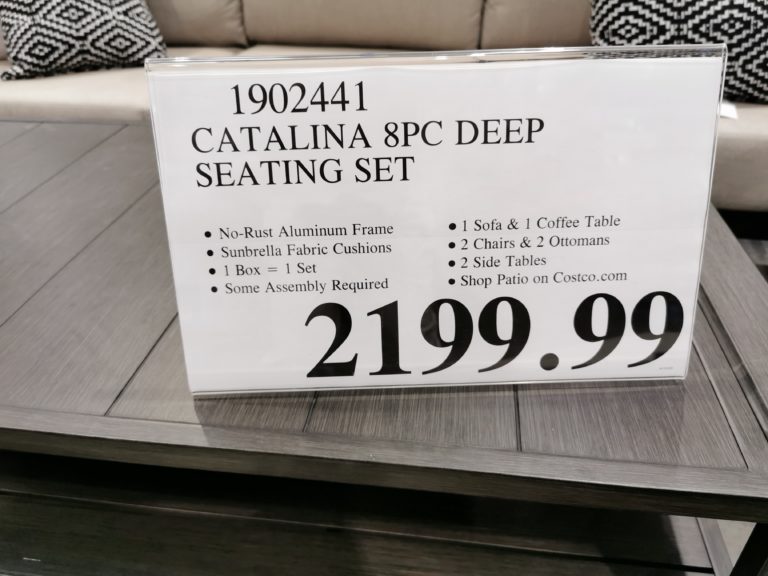 1902441
CATALINA 8PC DEEP
SEATING SET
• No-Rust Aluminum Frame
• Sunbrella Fabric Cushions
• 1 Box = 1 Set
• Some Assembly Required
• 1 Sofa & 1 Coffee Table
• 2 Chairs & 2 Ottomans
• 2 Side Tables
• Shop Patio on Costco.com
2199.99